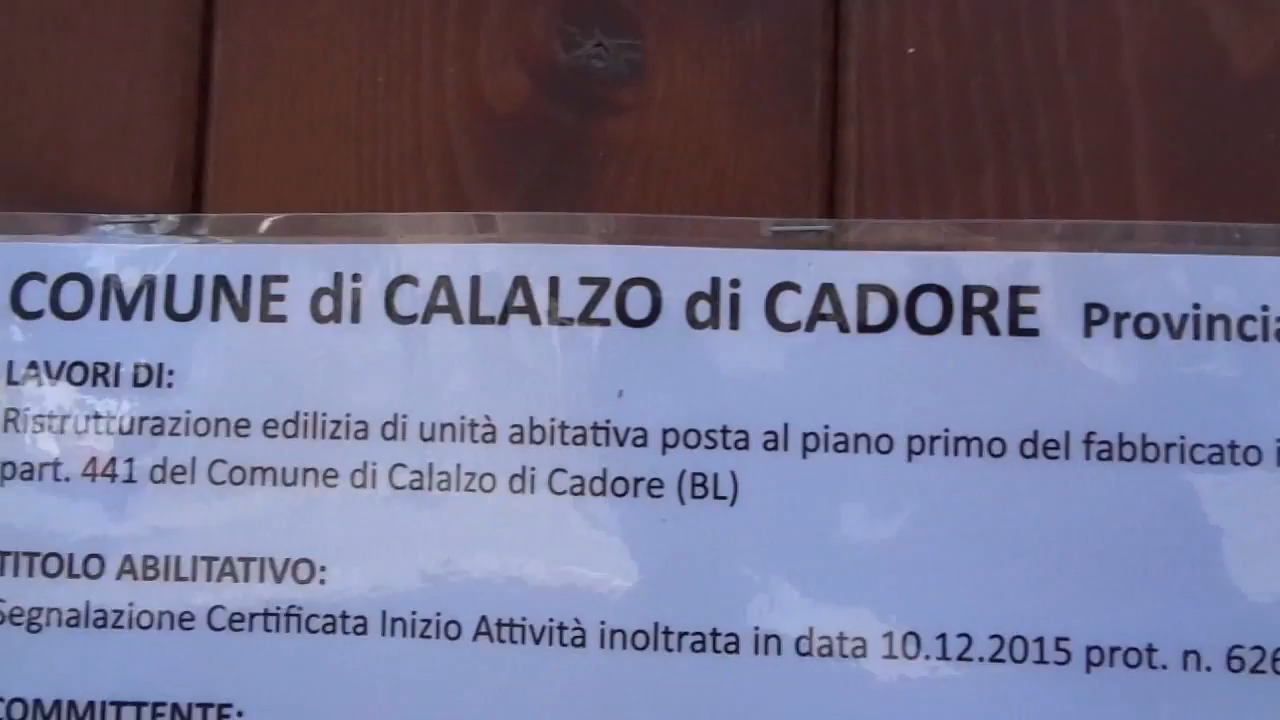 COMUNE di CALALZO di CADORE Provincia
LAVORI DI:
Ristrutturazione edilizia di unità abitativa posta al piano primo del fabbricato
part. 441 del Comune di Calalzo di Cadore (BL)
TITOLO ABILITATIVO:
Segnalazione Certificata Inizio Attività inoltrata in data 10.12.2015 prot. n. 626
COMMITTENTE: